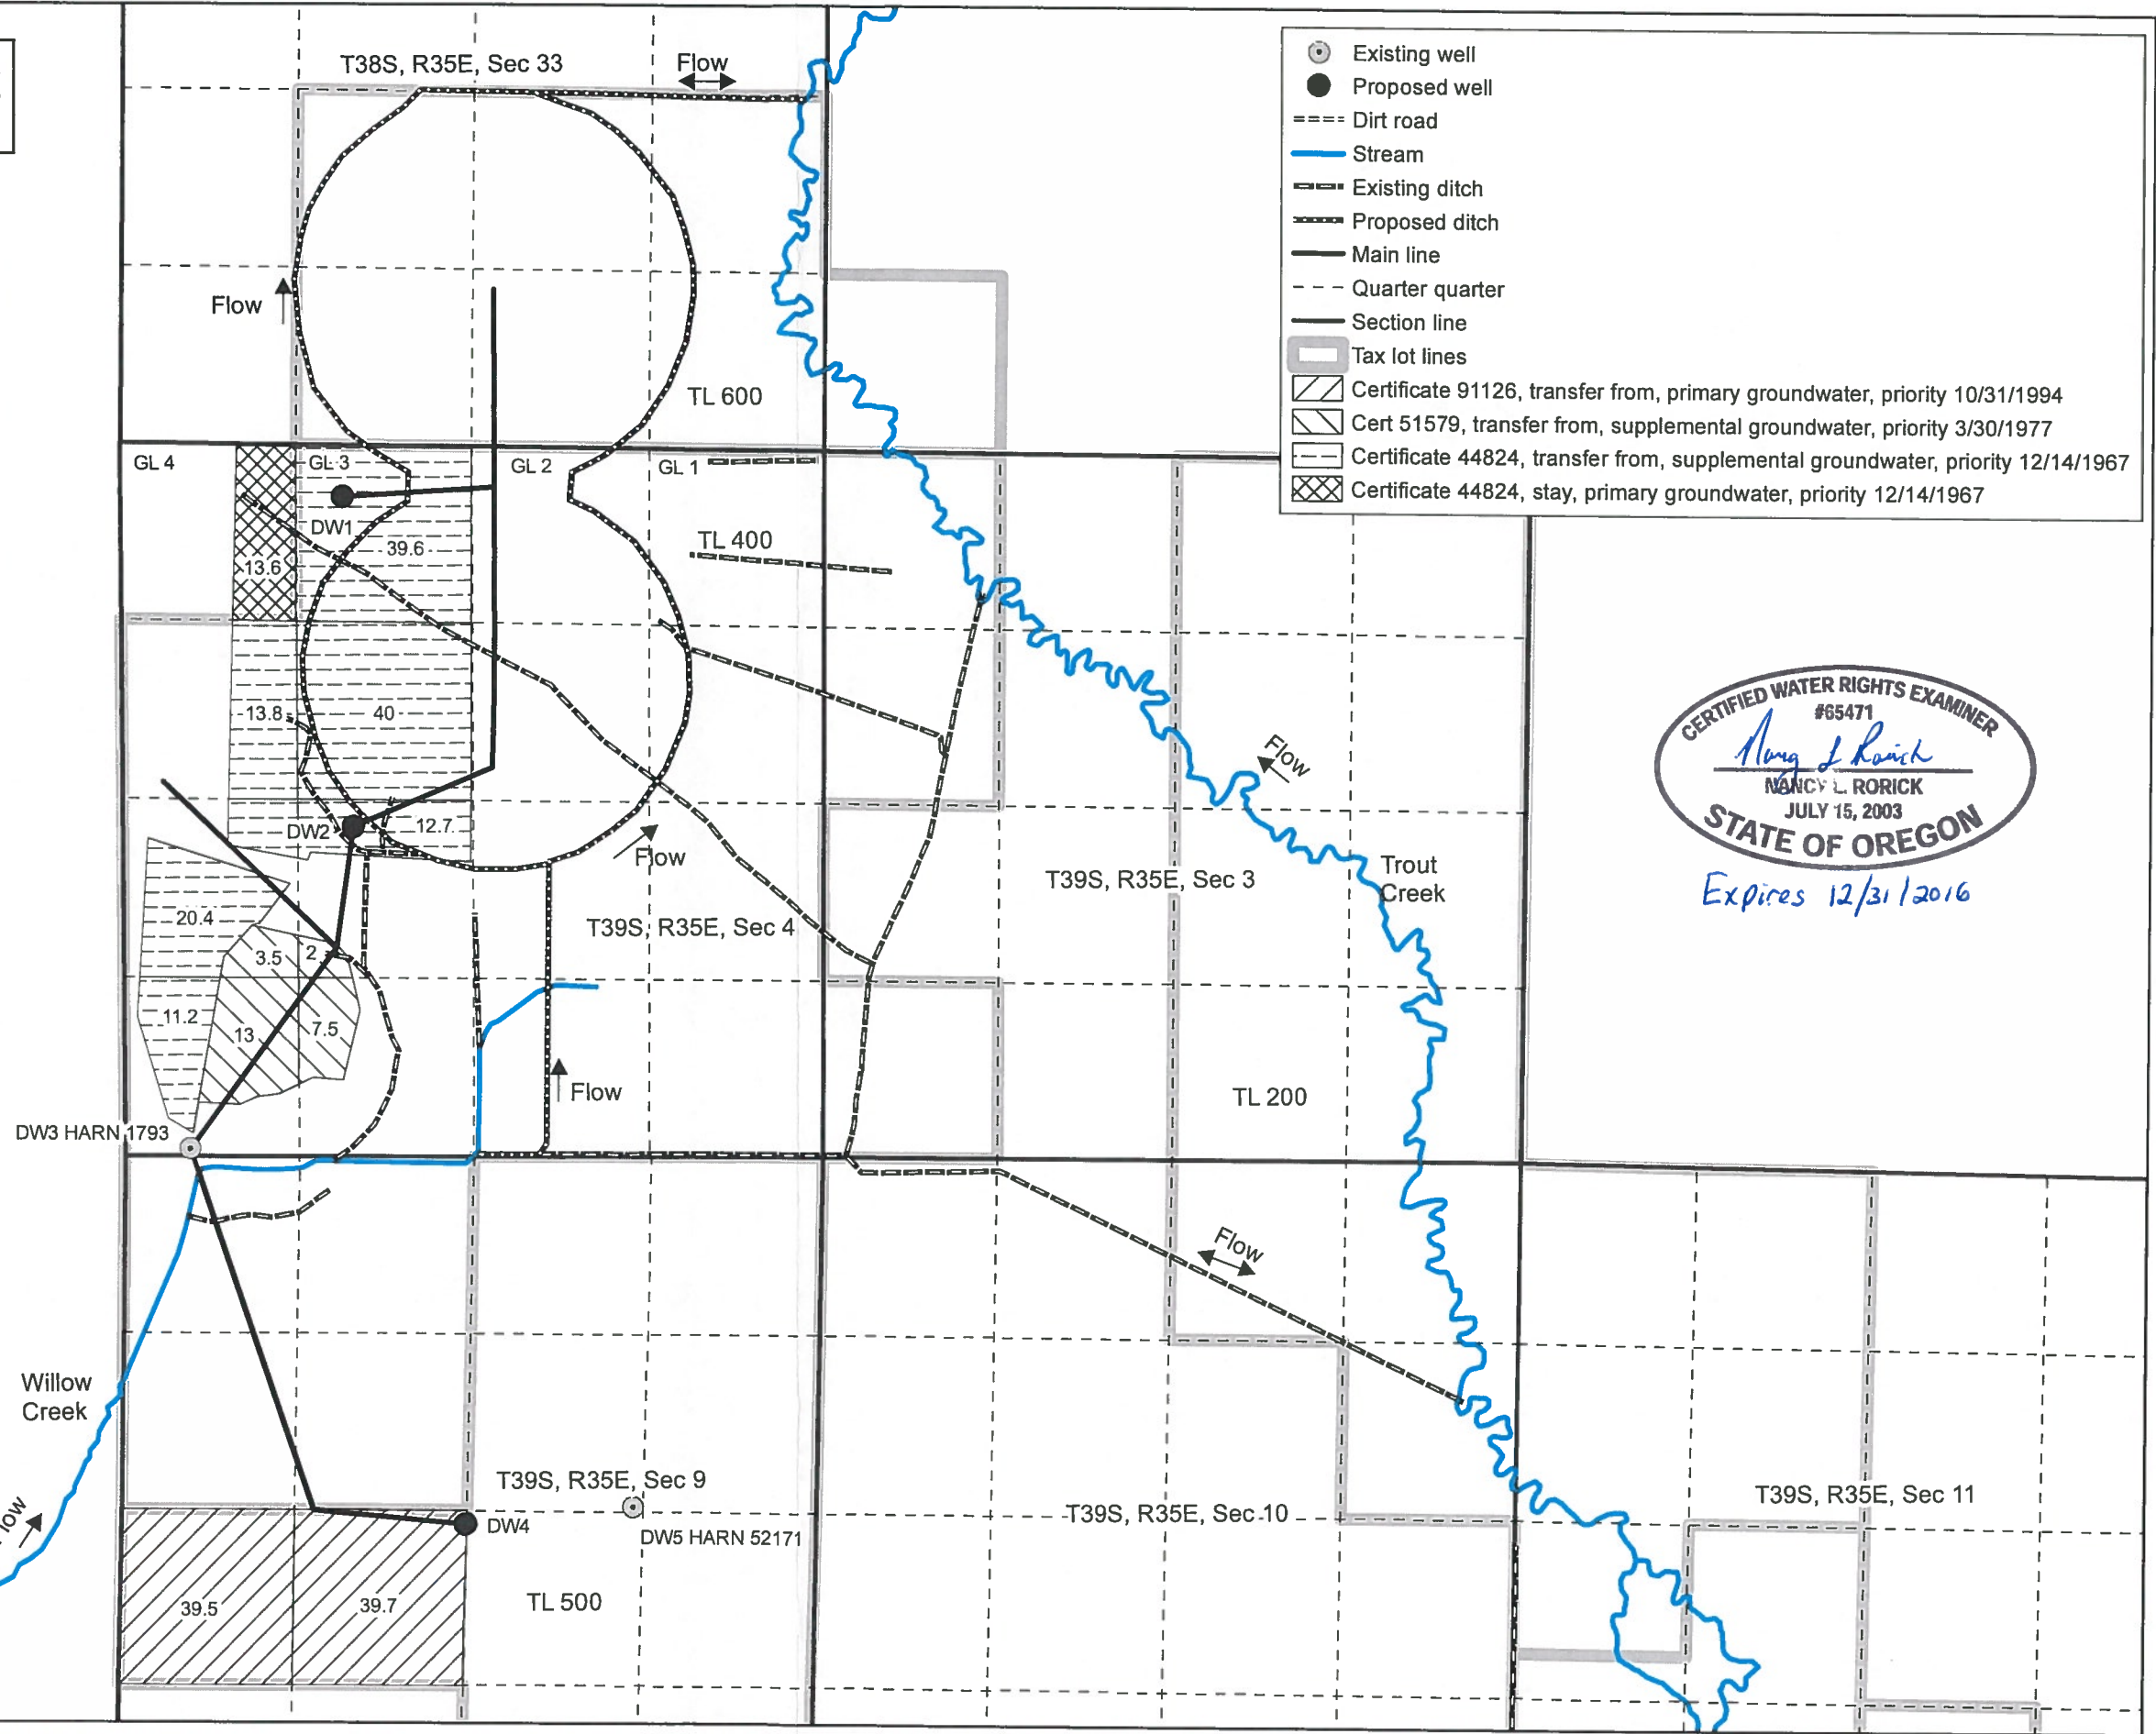 T38S, R35E, Sec 33
Flow
Existing well
Proposed well
Dirt road
Stream
Existing ditch
Proposed ditch
Main line
Quarter quarter
Section line
Tax lot lines
Certificate 91126, transfer from, primary groundwater, priority 10/31/1994
Cert 51579, transfer from, supplemental groundwater, priority 3/30/1977
Certificate 44824, transfer from, supplemental groundwater, priority 12/14/1967
Certificate 44824, stay, primary groundwater, priority 12/14/1967
Flow
TL 600
GL 4
GL 3
GL 2
GL 1
DW1
39.6
TL 400
13.6
13.8
40
CERTIFIED WATER RIGHTS EXAMINER
#65471
Nancy L Rorick
NANCY L. RORICK
JULY 15, 2003
STATE OF OREGON
Expires 12/31/2016
Flow
DW2
12.7
Flow
T39S, R35E, Sec 3
Trout
Creek
20.4
T39S, R35E, Sec 4
3.5
2
11.2
13
7.5
Flow
TL 200
DW3 HARN 1793
Flow
Willow
Creek
T39S, R35E, Sec 9
DW4
DW5 HARN 52171
T39S, R35E, Sec 10
T39S, R35E, Sec 11
low
39.5
39.7
TL 500